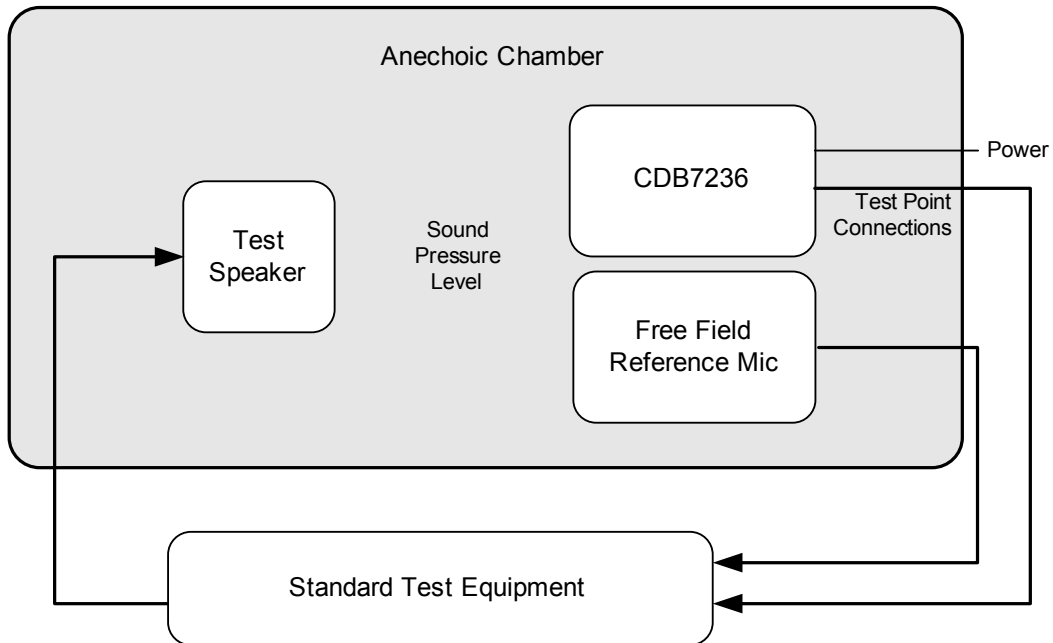 Anechoic Chamber
CDB7236
Power
Test Point
Connections
Test
Speaker
Sound
Pressure
Level
Free Field
Reference Mic
Standard Test Equipment